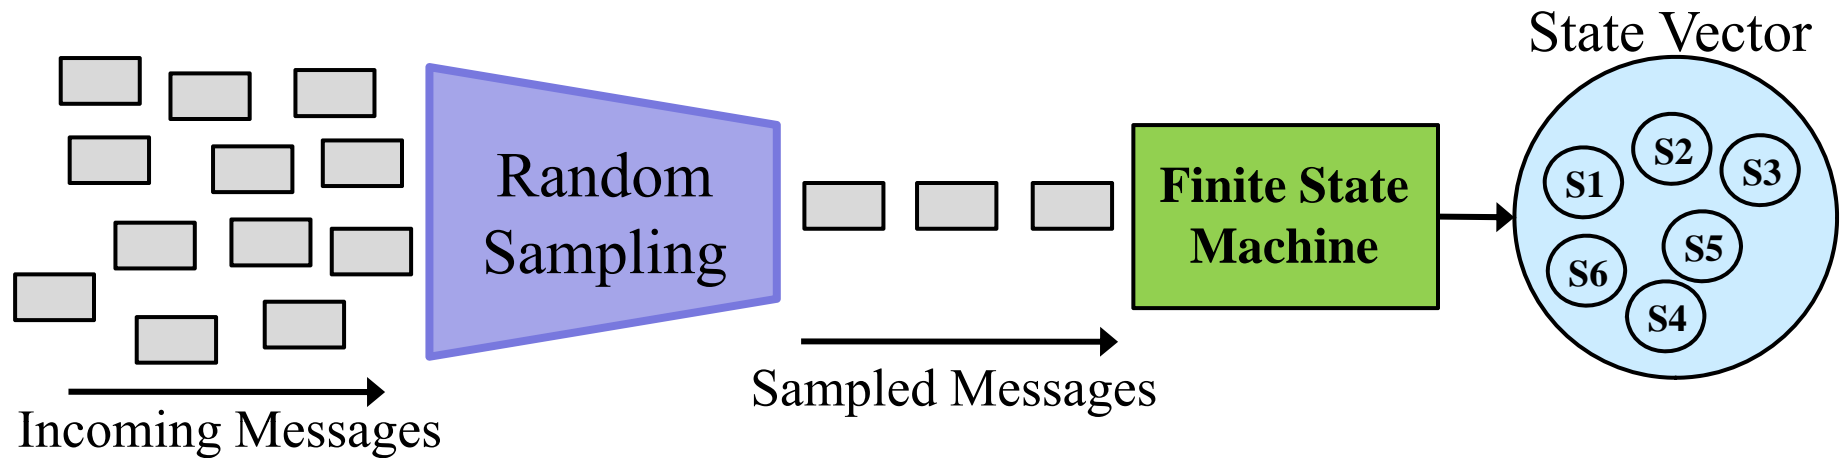 State Vector
Random
Sampling
Finite State
Machine
S1
S2
S3
S5
S6
S4
Sampled Messages
Incoming Messages